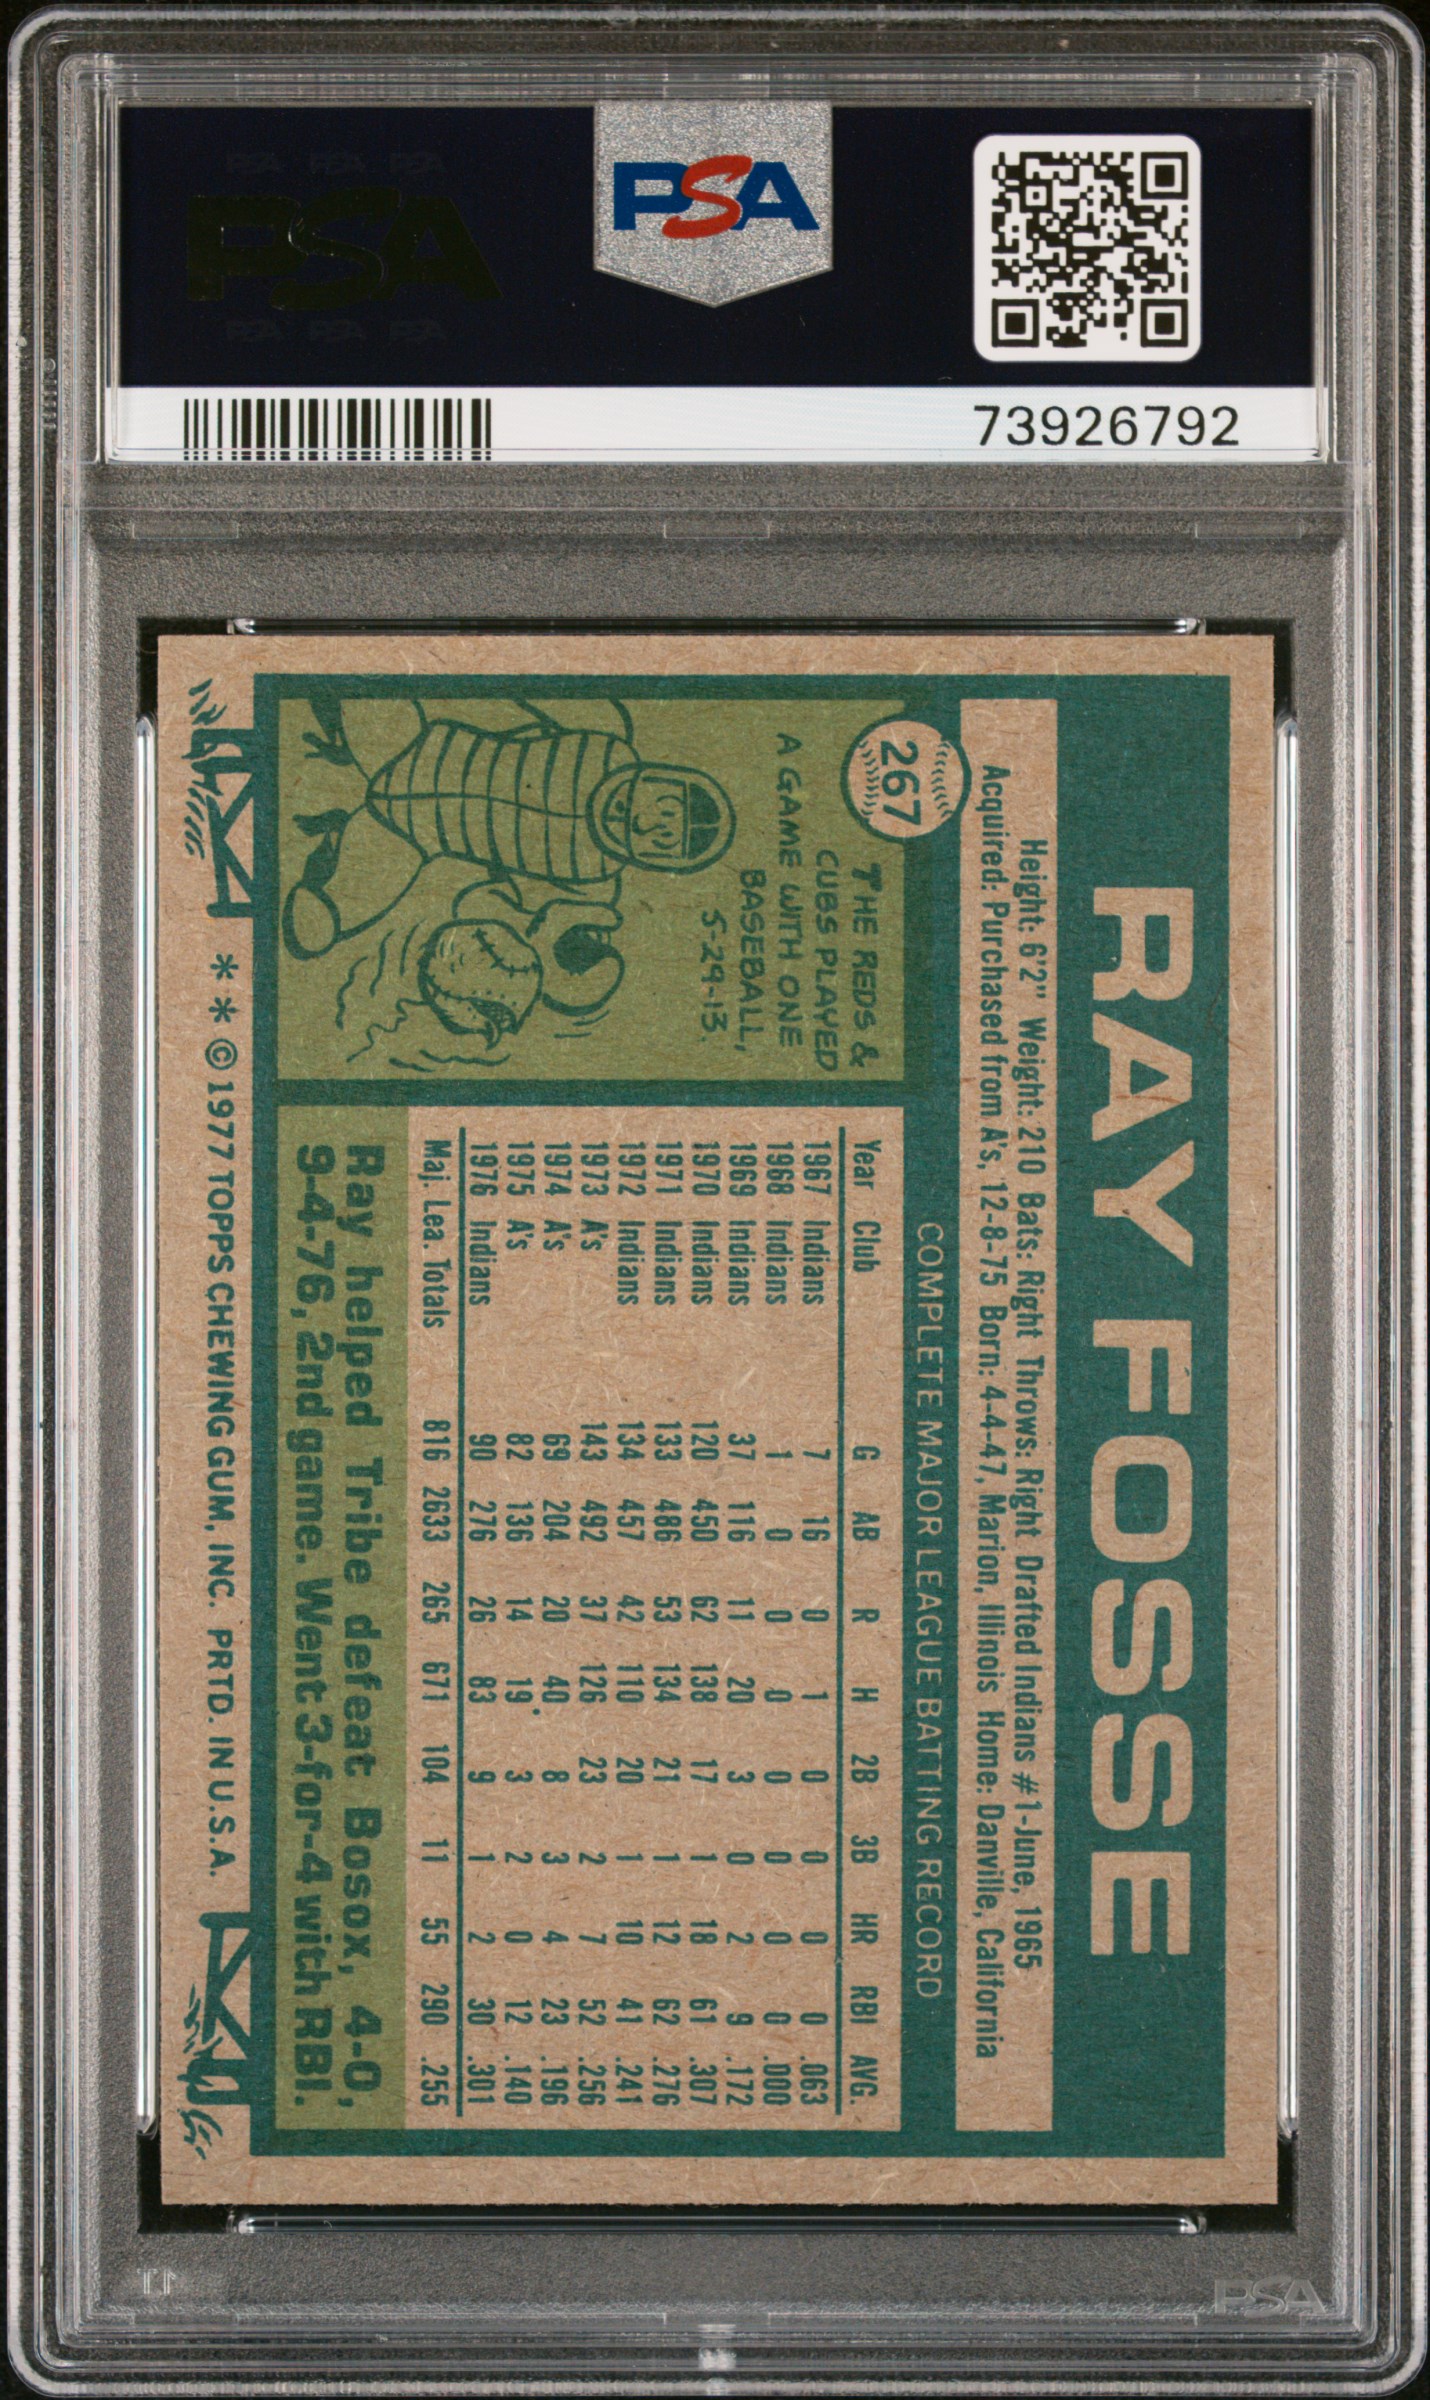 PSA PSA PSA
PSA
PSA PSA PSA
PSA
73926792
RAY FOSSE
Height: 6'2" Weight: 210 Bats: Right Throws: Right Drafted Indians #1-June, 1965
Acquired: Purchased from A's, 12-8-75 Born: 4-4-47, Marion, Illinois Home: Danville, California
267
THE REDS &
CUBS PLAYED
A GAME WITH ONE
BASEBALL,
5-29-13.
COMPLETE MAJOR LEAGUE BATTING RECORD
Year Club G AB R H 2B 3B HR RBI AVG.
1967 Indians 7 16 0 1 0 0 0 0 .063
1968 Indians 1 0 0 0 0 0 0 0 .000
1969 Indians 37 116 11 20 3 0 2 9 .172
1970 Indians 120 450 62 138 17 1 18 61 .307
1971 Indians 133 486 53 134 21 1 12 62 .276
1972 Indians 134 457 42 110 20 1 10 41 .241
1973 A's 143 492 37 126 23 2 7 52 .256
1974 A's 69 204 20 40 8 3 4 23 .196
1975 A's 82 136 14 19 3 2 0 12 .140
1976 Indians 90 276 26 83 9 1 2 30 .301
Maj. Lea. Totals 816 2633 265 671 104 11 55 290 .255
Ray helped Tribe defeat Bosox, 4-0,
9-4-76, 2nd game. Went 3-for-4 with RBI.
** © 1977 TOPPS CHEWING GUM, INC. PRTD. IN U.S.A.
PSA